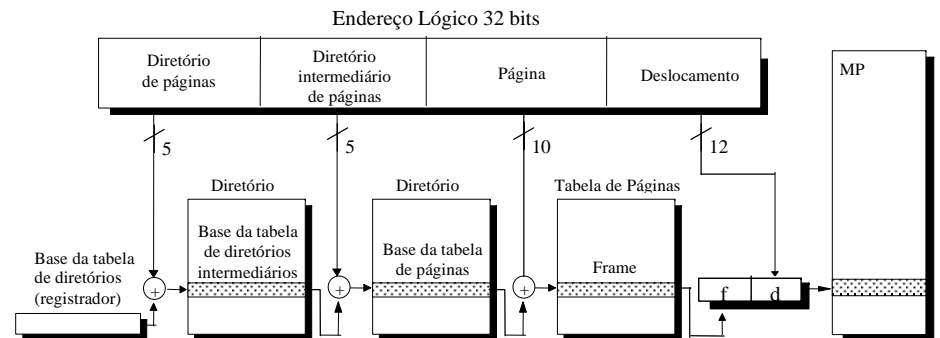 Endereço Lógico 32 bits
Diretório
de páginas
Diretório
intermediário
de páginas
Página
Deslocamento
MP
5
5
10
12
Diretório
Diretório
Tabela de Páginas
Base da tabela
de diretórios
(registrador)
+
Base da tabela
de diretórios
intermediários
+
Base da tabela
de páginas
+
Frame
f
d